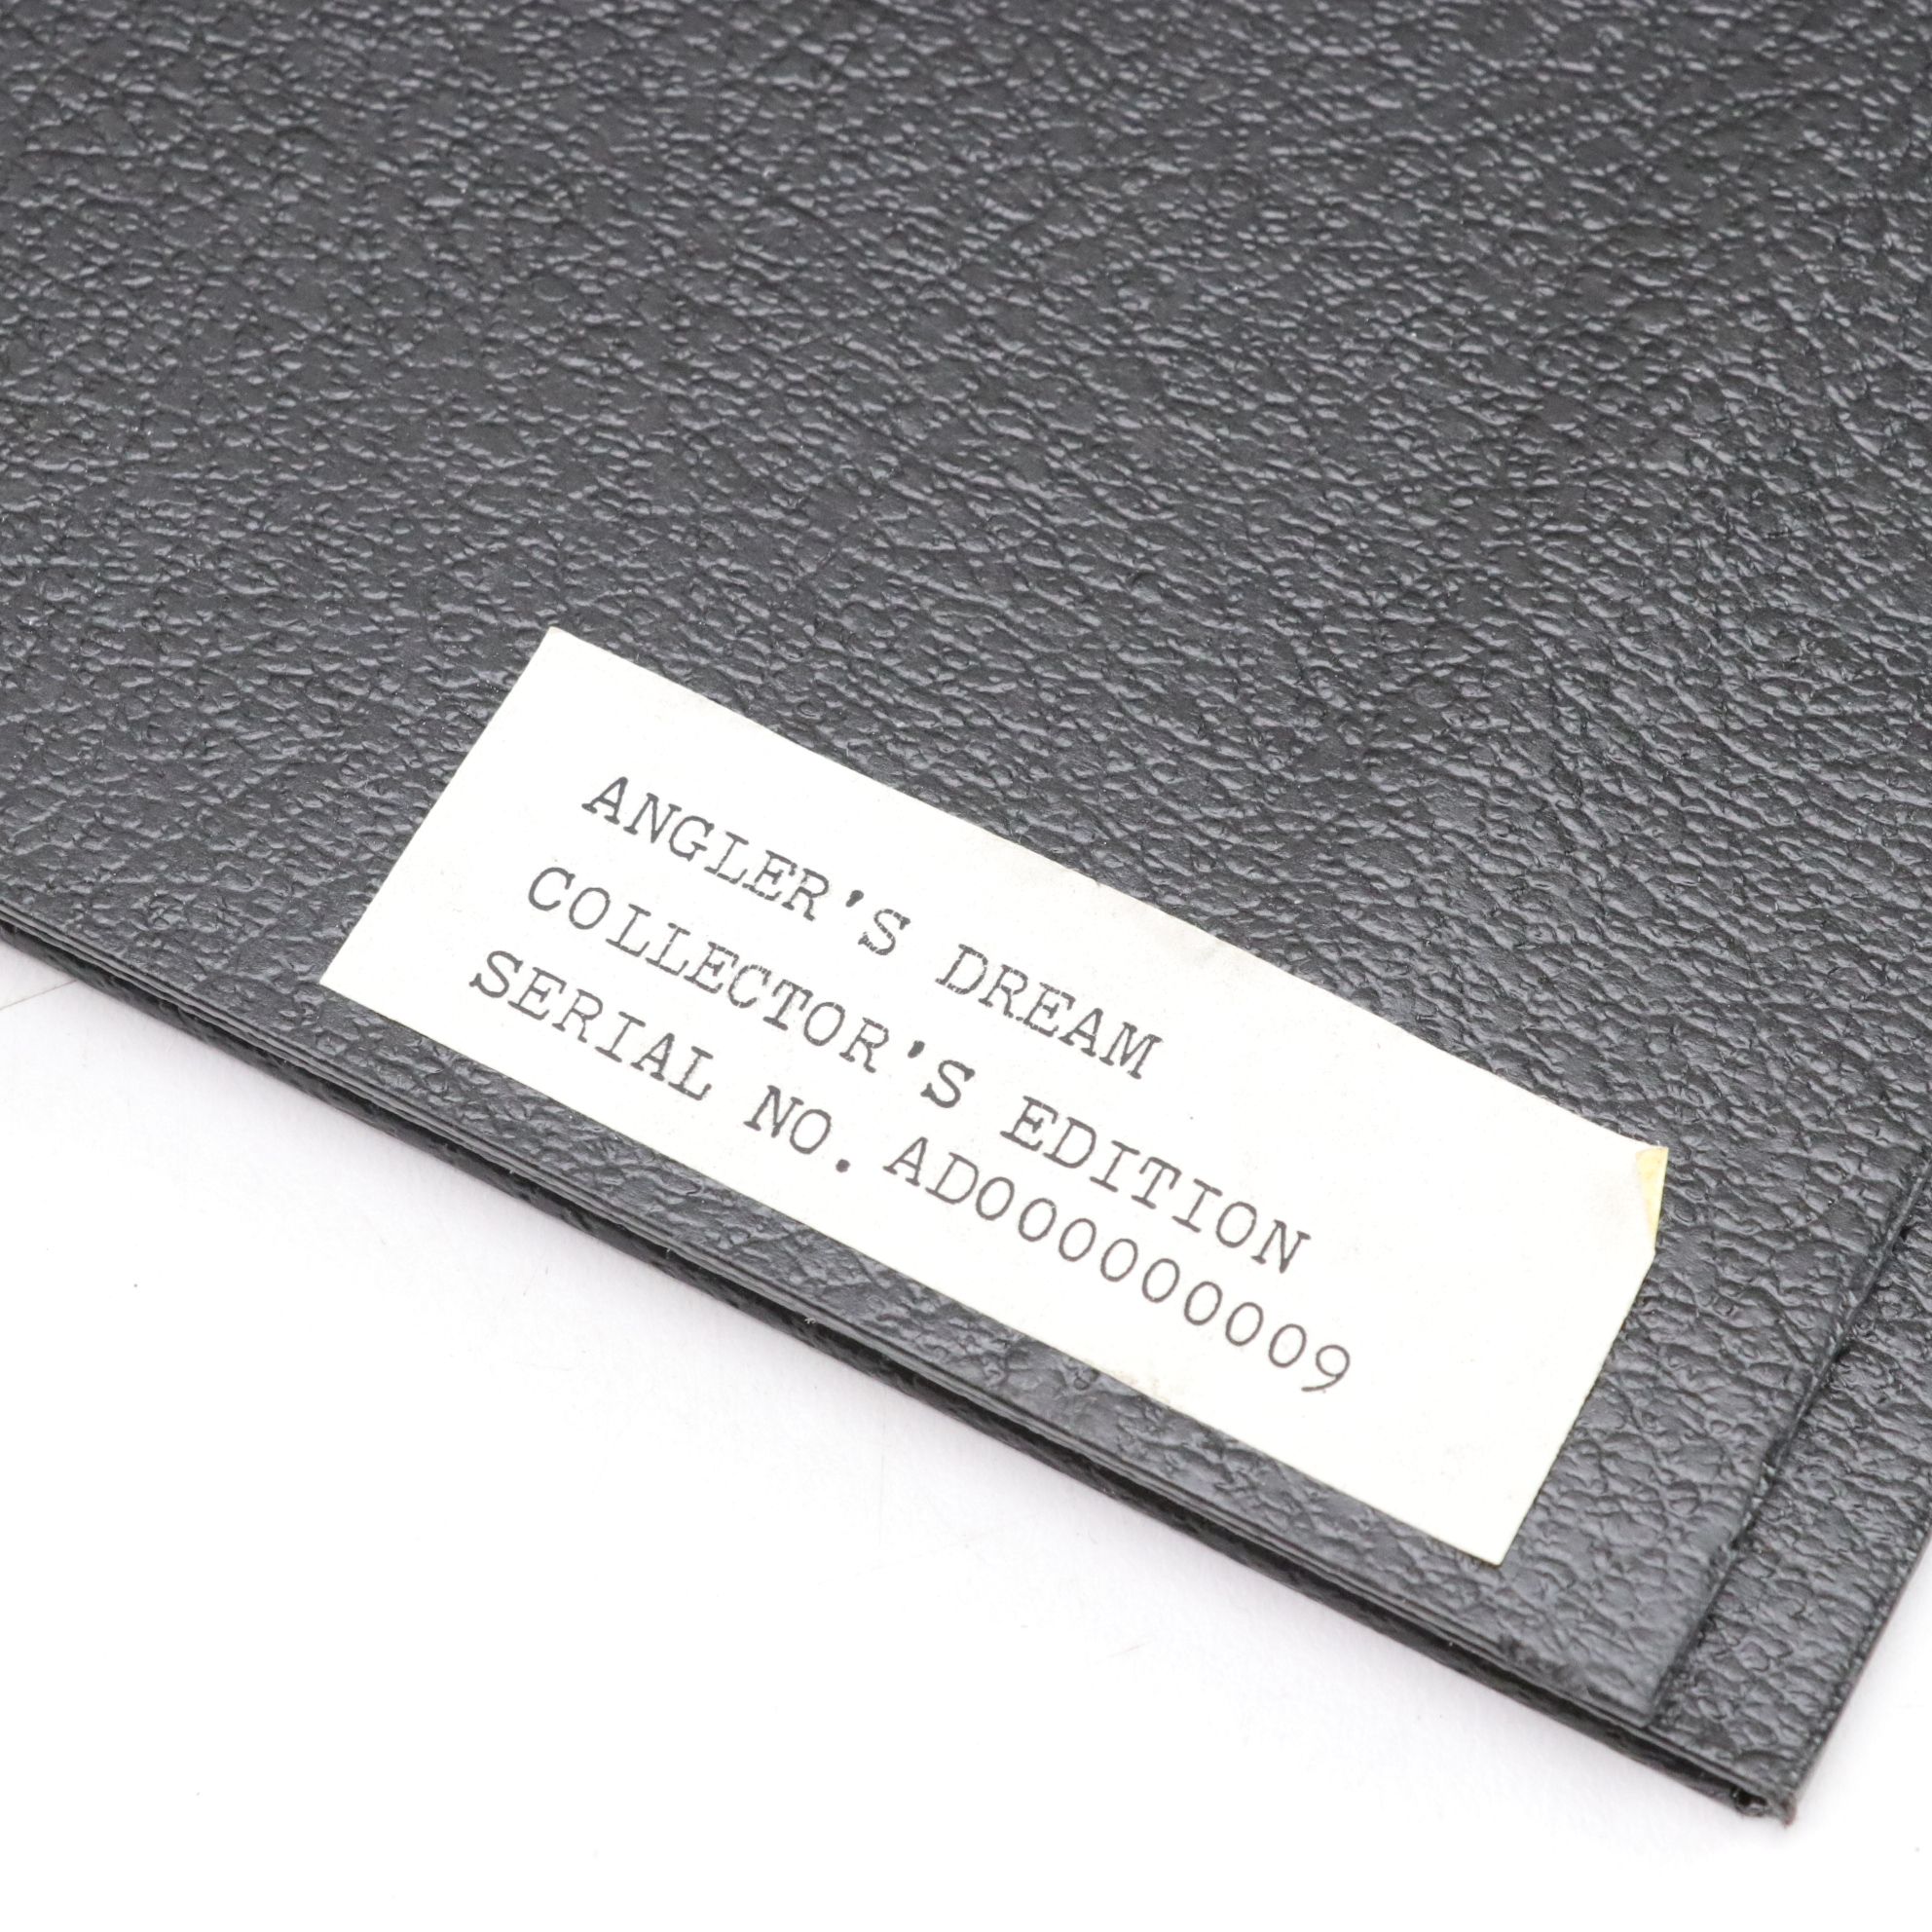 ANGLER'S DREAM
COLLECTOR'S EDITION
SERIAL NO. AD000000009